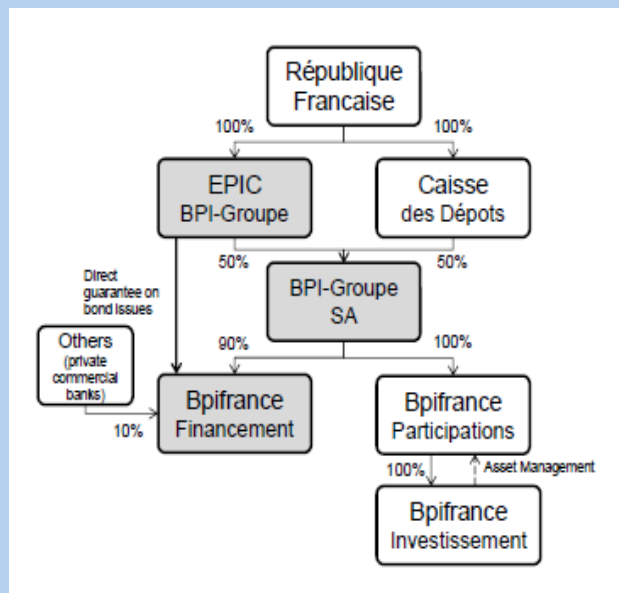 République
Francaise
100%
100%
EPIC
BPI-Groupe
Caisse
des Dépots
50%
50%
Direct
guarantee on
bond issues
BPI-Groupe
SA
Others
(private
commercial
banks)
90%
100%
10%
Bpifrance
Financement
Bpifrance
Participations
100%
Asset Management
Bpifrance
Investissement